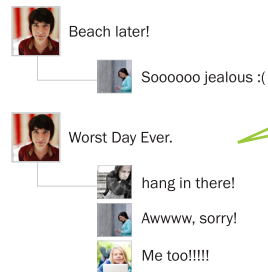 Beach later!
Soooooo jealous :(
Worst Day Ever.
hang in there!
Awwww, sorry!
Me too!!!!!